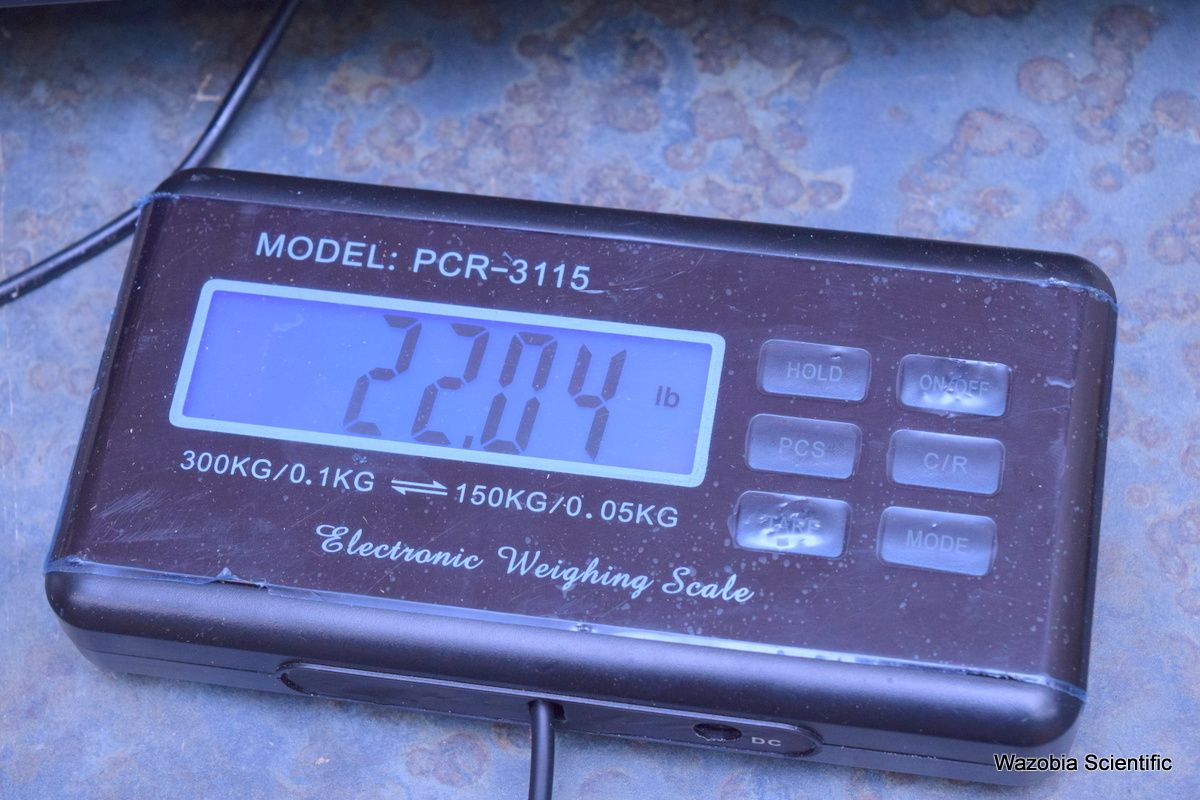 MODEL: PCR-3115
22.04 lb
300KG/0.1KG ⇌ 150KG/0.05KG
Electronic Weighing Scale
HOLD ON/OFF
PCS C/R
TARE MODE
DC
Wazobia Scientific